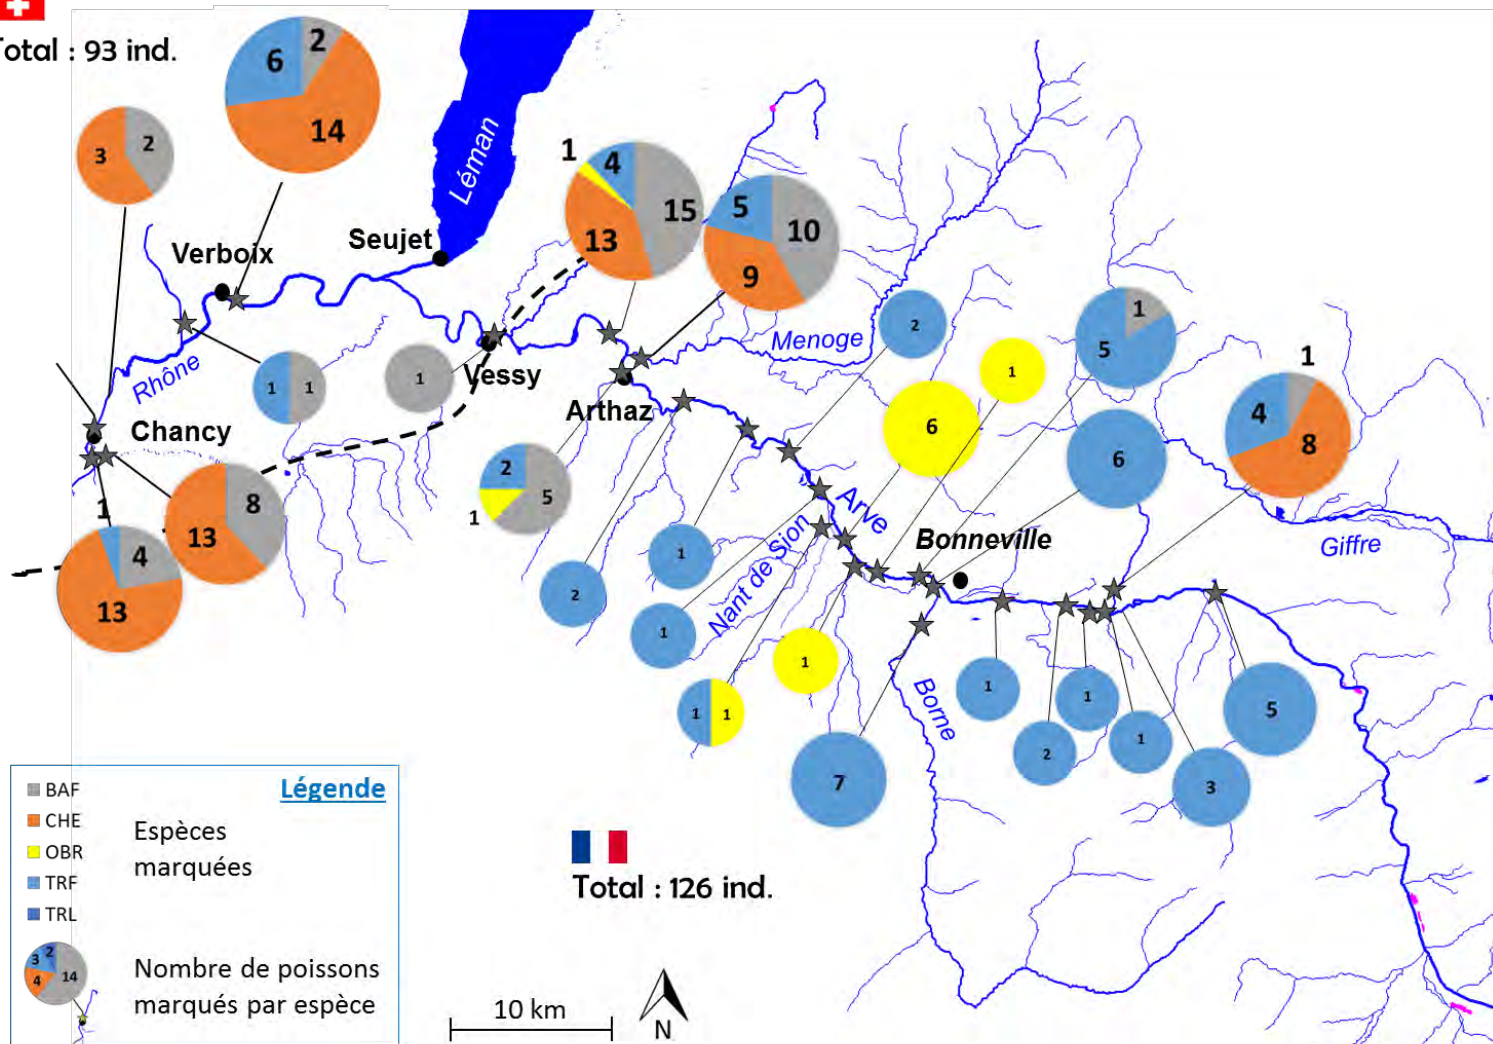 Total : 93 ind.
6
2
14
3
2
Léman
1
4
15
13
5
10
9
Verboix
Seujet
Rhône
1
1
1
Vessy
Menoge
2
1
1
5
Arthaz
Chancy
6
6
1
4
8
2
5
1
8
13
1
4
13
Arve
Nant de Sion
Bonneville
Giffre
1
2
1
1
1
1
Borne
7
1
2
1
1
3
5
Légende
BAF
CHE
OBR
TRF
TRL
Espèces
marquées
3
2
4
14
Nombre de poissons
marqués par espèce
Total : 126 ind.
10 km
N